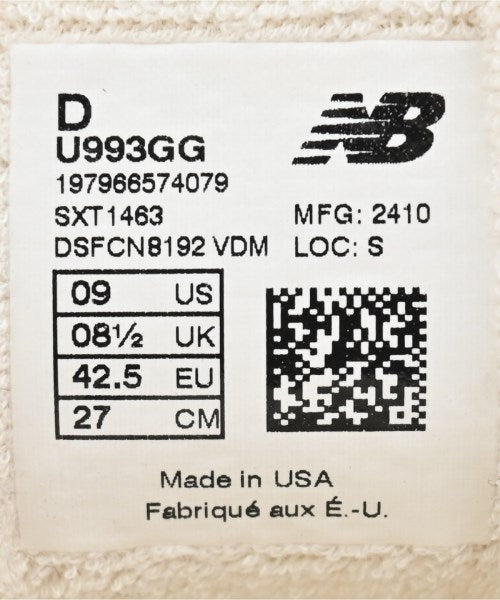 D
U993GG
197966574079
SXT1463 MFG: 2410
DSFCN8192 VDM LOC: S
09 US
08½ UK
42.5 EU
27 CM
NB
Made in USA
Fabriqué aux É.-U.